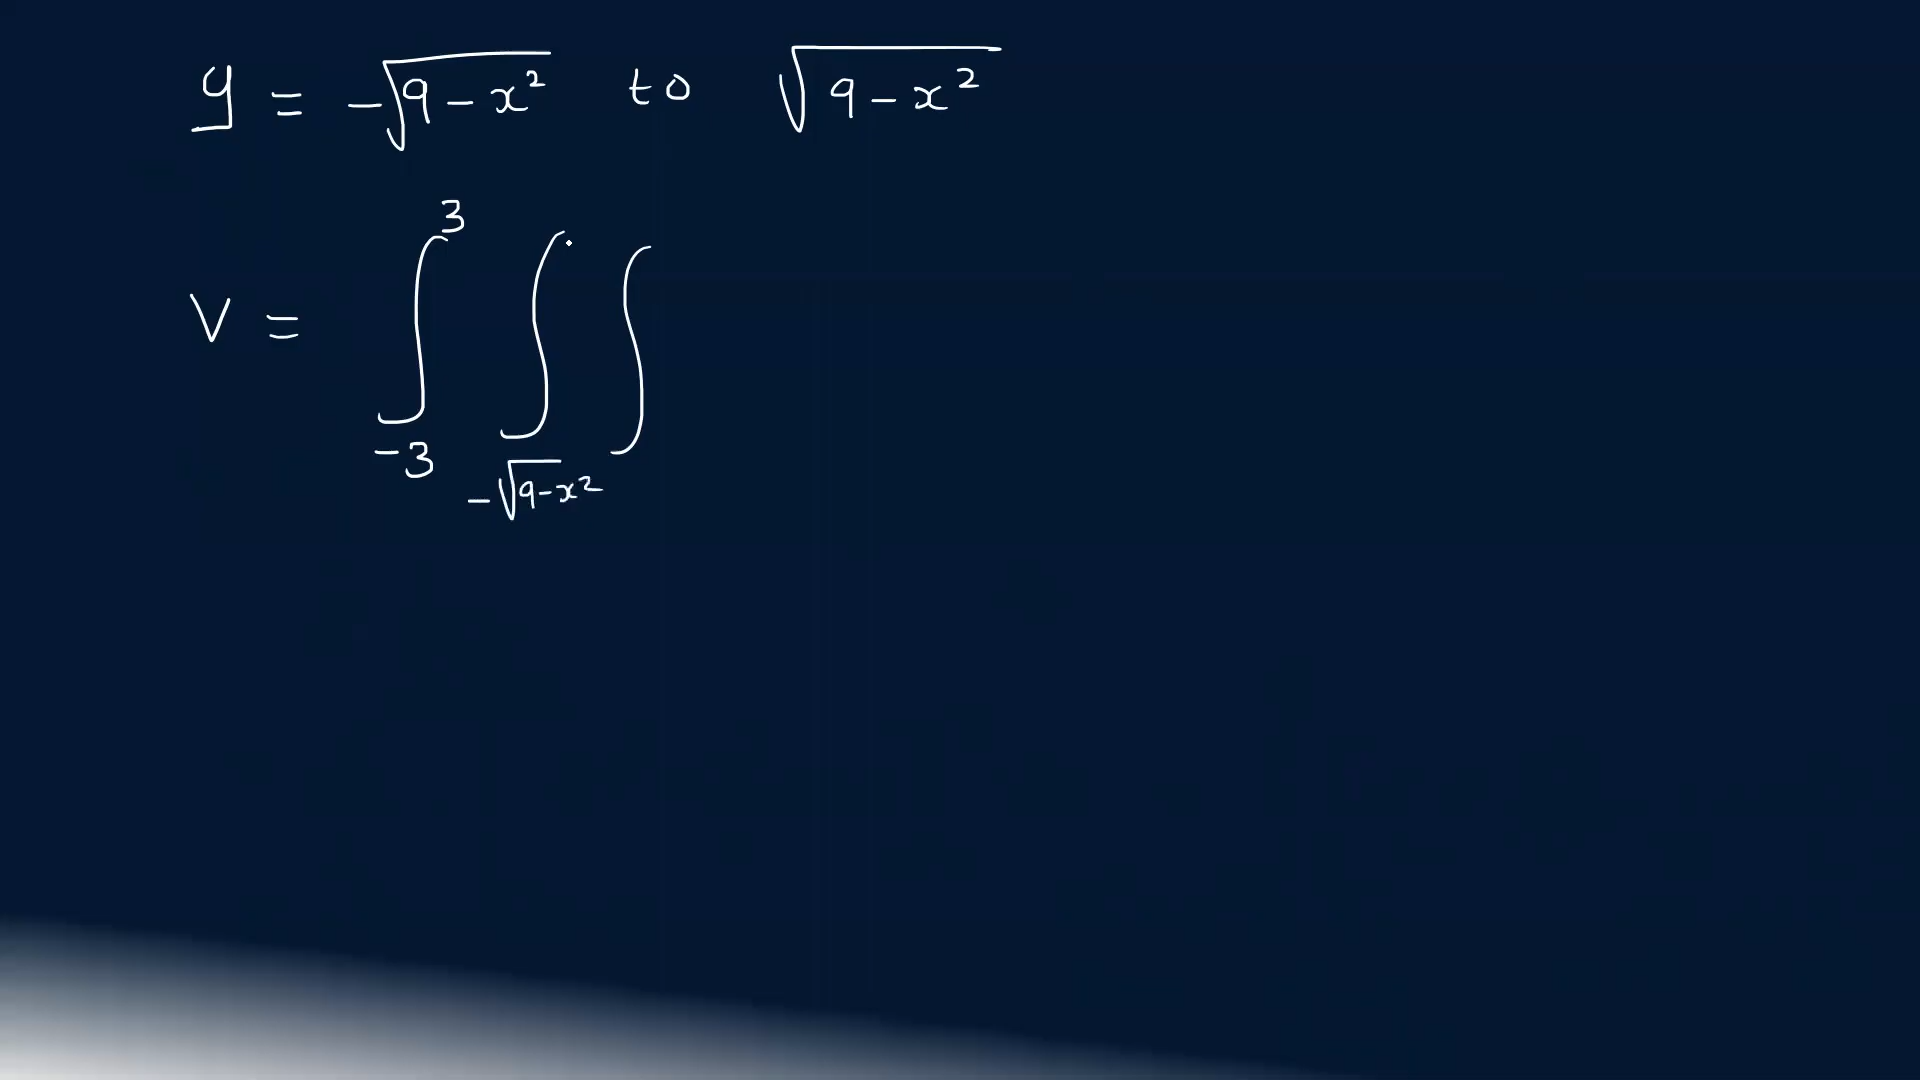 y = -√(9 - x²) to √(9 - x²)
V = ∫_{-3}^{3} ∫_{-√(9-x²)} ∫